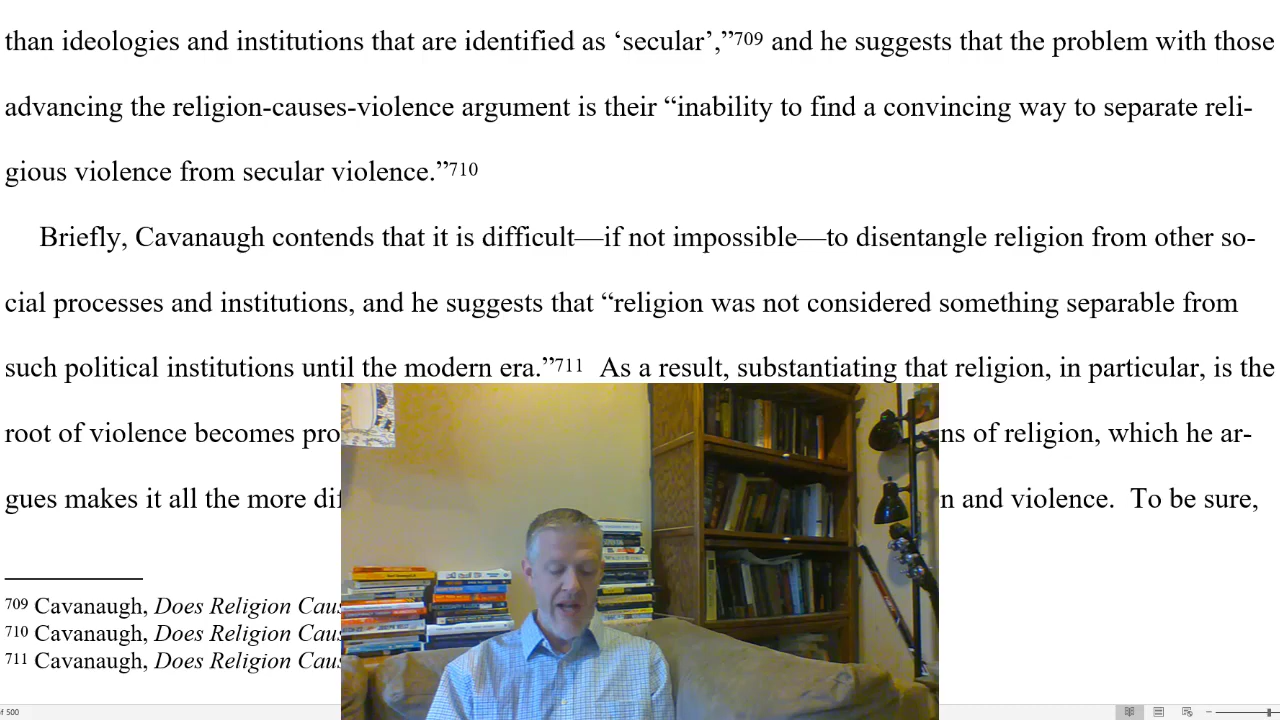 than ideologies and institutions that are identified as ‘secular’,”709 and he suggests that the problem with those
advancing the religion-causes-violence argument is their “inability to find a convincing way to separate reli-
gious violence from secular violence.”710
Briefly, Cavanaugh contends that it is difficult—if not impossible—to disentangle religion from other so-
cial processes and institutions, and he suggests that “religion was not considered something separable from
such political institutions until the modern era.”711  As a result, substantiating that religion, in particular, is the
root of violence becomes pro ns of religion, which he ar-
gues makes it all the more dif n and violence.  To be sure,
709 Cavanaugh, Does Religion Cau
710 Cavanaugh, Does Religion Cau
711 Cavanaugh, Does Religion Cau
of 500